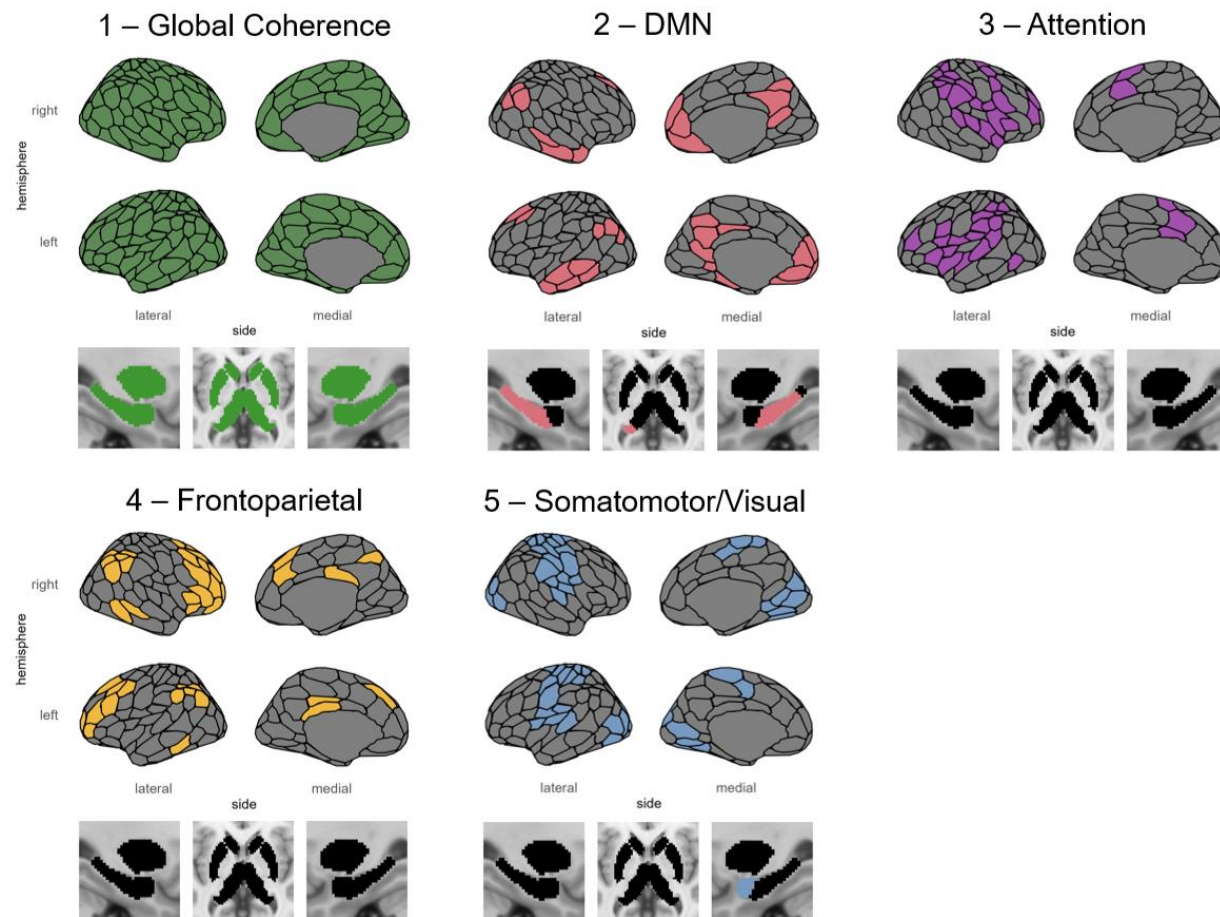 1 – Global Coherence
2 – DMN
3 – Attention
right
hemisphere
left
lateral
medial
side
lateral
medial
side
lateral
medial
side
4 – Frontoparietal
5 – Somatomotor/Visual
right
hemisphere
left
lateral
medial
side
lateral
medial
side